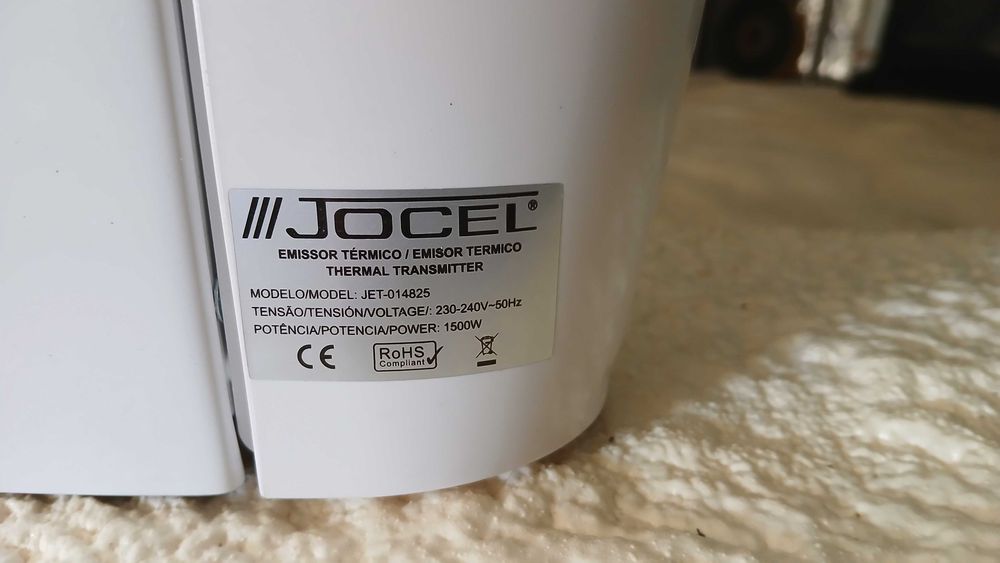 JOCEL®
EMISSOR TÉRMICO / EMISOR TERMICO
THERMAL TRANSMITTER
MODELO/MODEL: JET-014825
TENSÃO/TENSIÓN/VOLTAGE/: 230-240V~50Hz
POTÊNCIA/POTENCIA/POWER: 1500W
CE
RoHS
Compliant